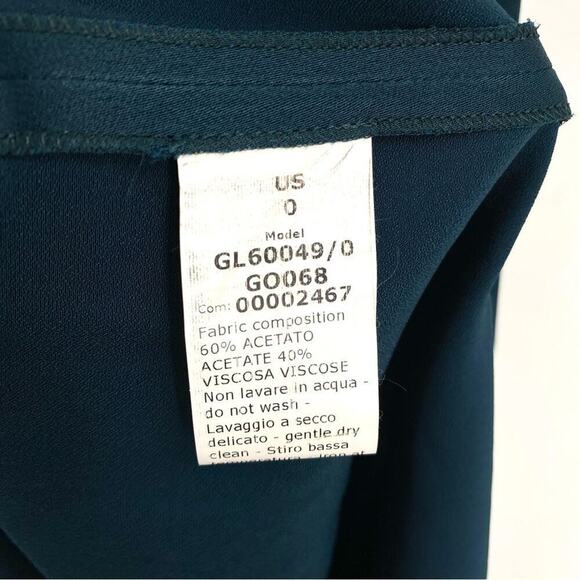 US
0
Model
GL60049/0
GO068
Com: 00002467
Fabric composition
60% ACETATO
ACETATE 40%
VISCOSA VISCOSE
Non lavare in acqua -
do not wash -
Lavaggio a secco
delicato - gentle dry
clean - Stiro bassa